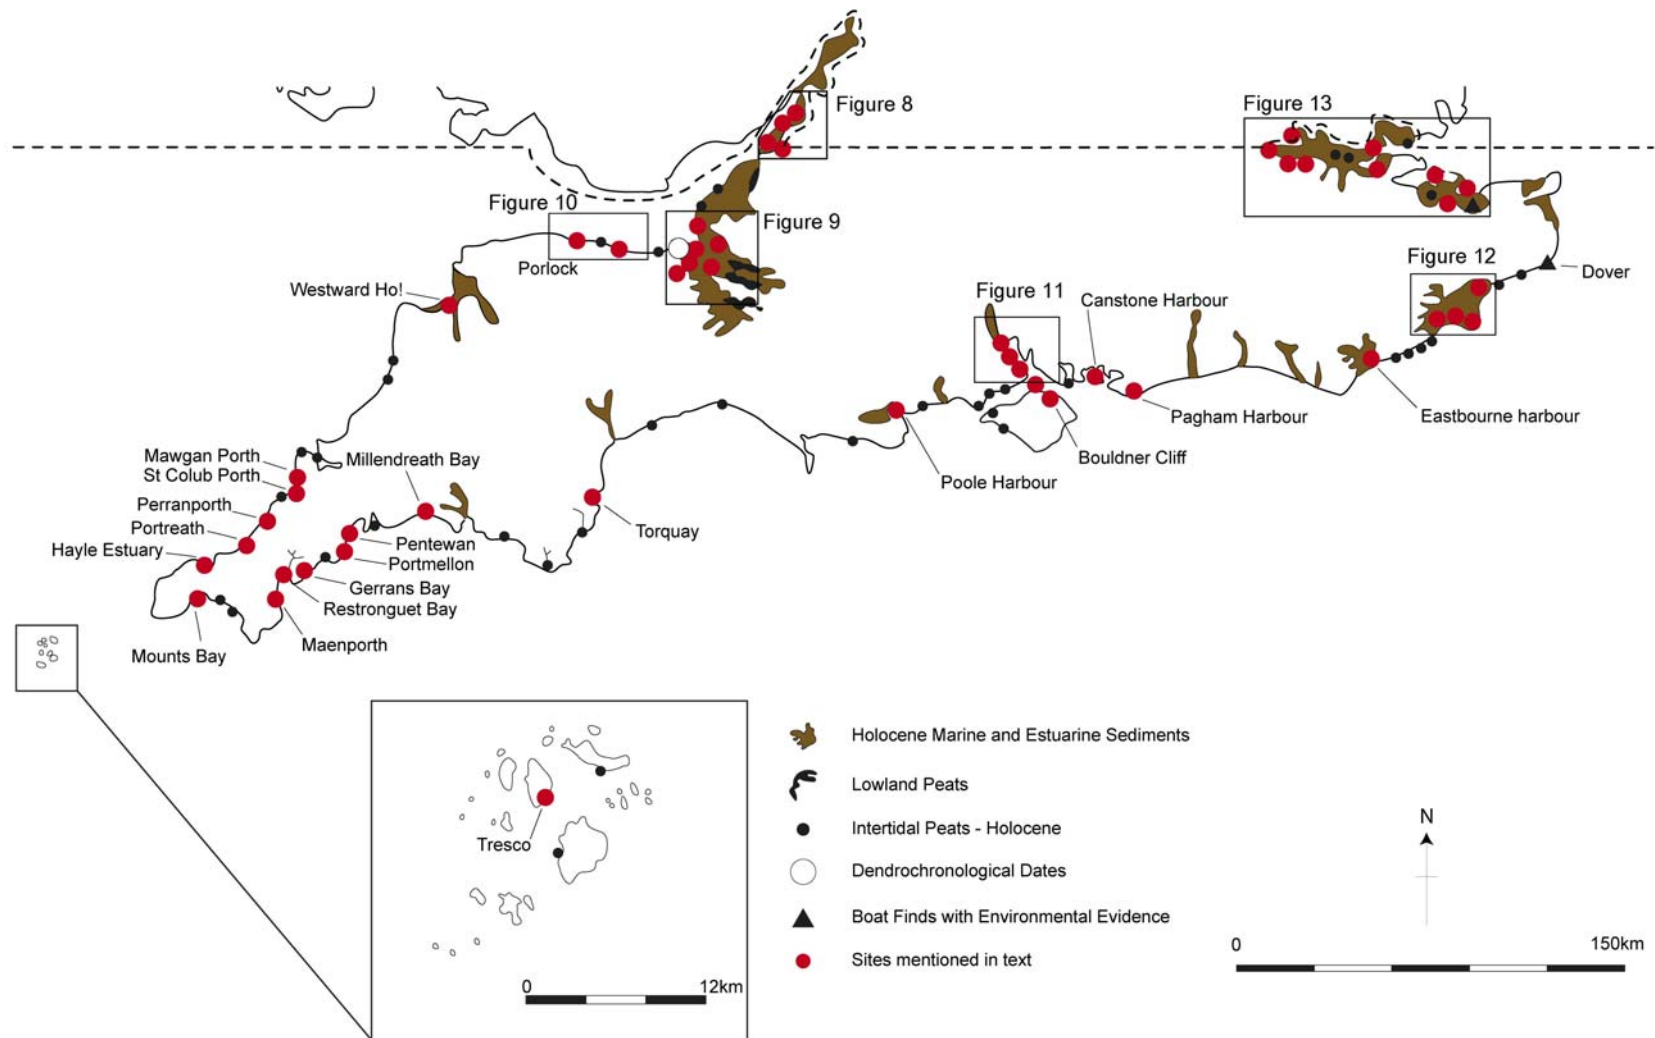 Figure 8
Figure 13
Figure 10
Figure 9
Porlock
Figure 12
Dover
Westward Ho!
Figure 11
Canstone Harbour
Pagham Harbour
Eastbourne harbour
Bouldner Cliff
Poole Harbour
Mawgan Porth
St Colub Porth
Millendreath Bay
Perranporth
Portreath
Hayle Estuary
Torquay
Pentewan
Portmellon
Gerrans Bay
Restronguet Bay
Maenporth
Mounts Bay
Tresco
0 12km
Holocene Marine and Estuarine Sediments
Lowland Peats
Intertidal Peats - Holocene
Dendrochronological Dates
Boat Finds with Environmental Evidence
Sites mentioned in text
N
0 150km